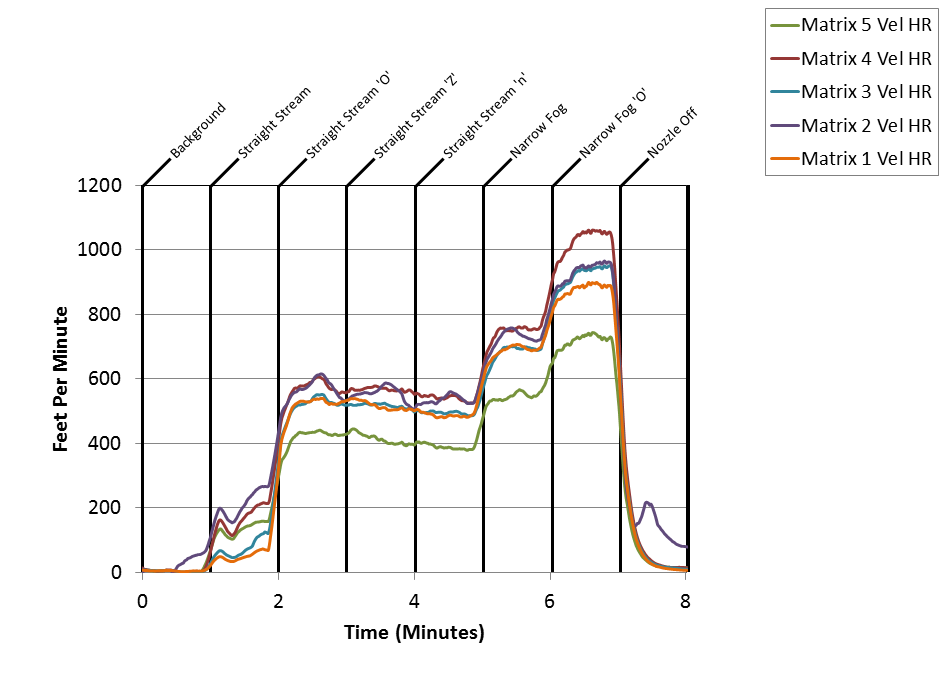 Matrix 5 Vel HR
Matrix 4 Vel HR
Matrix 3 Vel HR
Matrix 2 Vel HR
Matrix 1 Vel HR
Background
Straight Stream
Straight Stream 'O'
Straight Stream 'Z'
Straight Stream 'n'
Narrow Fog
Narrow Fog 'O'
Nozzle Off
1200
1000
800
600
400
200
0
Feet Per Minute
0 2 4 6 8
Time (Minutes)